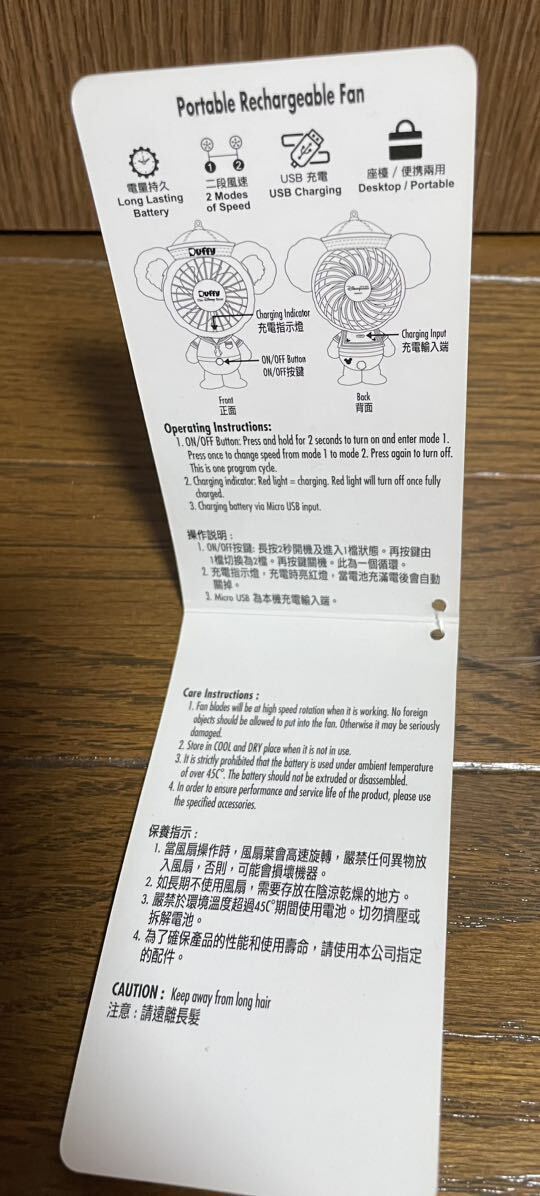 Portable Rechargeable Fan
電量持久
Long Lasting
Battery
❶ ❷
二段風速
2 Modes
of Speed
USB 充電
USB Charging
座檯 / 便携兩用
Desktop / Portable
Duffy
Duffy
Charging Indicator
充電指示燈
ON/OFF Button
ON/OFF按鍵
Charging Input
充電輸入端
Front
正面
Back
背面
Operating Instructions:
1. ON/OFF Button: Press and hold for 2 seconds to turn on and enter mode 1.
Press once to change speed from mode 1 to mode 2. Press again to turn off.
This is one program cycle.
2. Charging indicator: Red light = charging. Red light will turn off once fully
charged.
3. Charging battery via Micro USB input.
操作説明：
1. ON/OFF按鍵: 長按2秒開機及進入1檔狀態。再按鍵由
1檔切換為2檔。再按鍵關機。此為一個循環。
2. 充電指示燈，充電時亮紅燈，當電池充滿電後會自動
關掉。
3. Micro USB 為本機充電輸入端。
Care Instructions :
1. Fan blades will be at high speed rotation when it is working. No foreign
objects should be allowed to put into the fan. Otherwise it may be seriously
damaged.
2. Store in COOL and DRY place when it is not in use.
3. It is strictly prohibited that the battery is used under ambient temperature
of over 45C°. The battery should not be extruded or disassembled.
4. In order to ensure performance and service life of the product, please use
the specified accessories.
保養指示：
1. 當風扇操作時，風扇葉會高速旋轉，嚴禁任何異物放
入風扇，否則，可能會損壞機器。
2. 如長期不使用風扇，需要存放在陰涼乾燥的地方。
3. 嚴禁於環境溫度超過45C°期間使用電池。切勿擠壓或
拆解電池。
4. 為了確保產品的性能和使用壽命，請使用本公司指定
的配件。
CAUTION : Keep away from long hair
注意：請遠離長髮